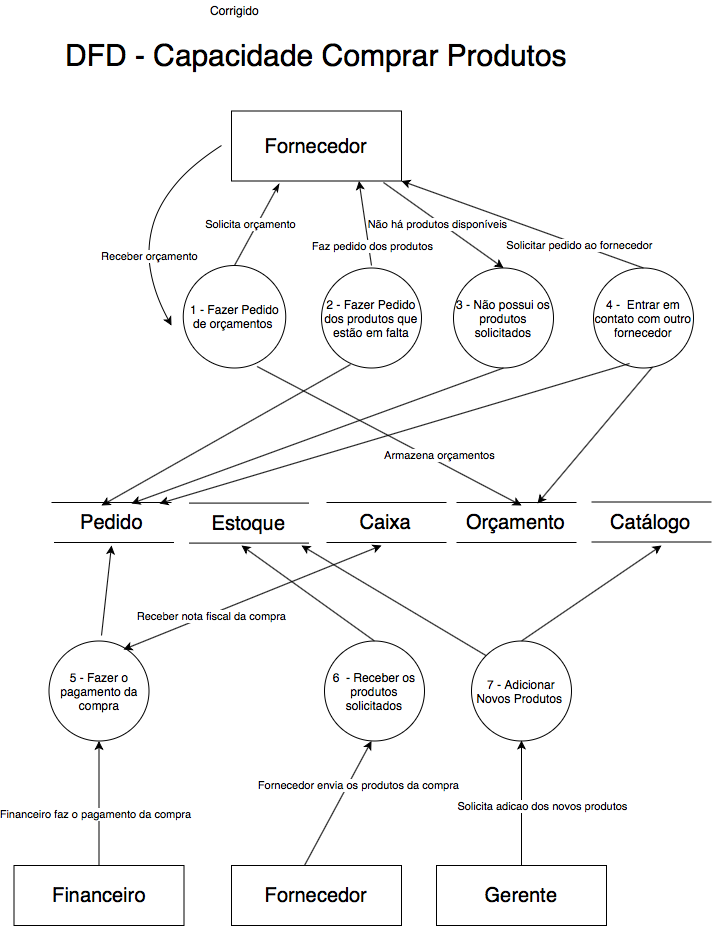 Corrigido
DFD - Capacidade Comprar Produtos
Fornecedor
Solicita orçamento
Não há produtos disponíveis
Faz pedido dos produtos
Solicitar pedido ao fornecedor
Receber orçamento
1 - Fazer Pedido
de orçamentos
2 - Fazer Pedido
dos produtos que
estão em falta
3 - Não possui os
produtos
solicitados
4 - Entrar em
contato com outro
fornecedor
Armazena orçamentos
Pedido
Estoque
Caixa
Orçamento
Catálogo
Receber nota fiscal da compra
5 - Fazer o
pagamento da
compra
6 - Receber os
produtos
solicitados
7 - Adicionar
Novos Produtos
Fornecedor envia os produtos da compra
Solicita adicao dos novos produtos
Financeiro faz o pagamento da compra
Financeiro
Fornecedor
Gerente